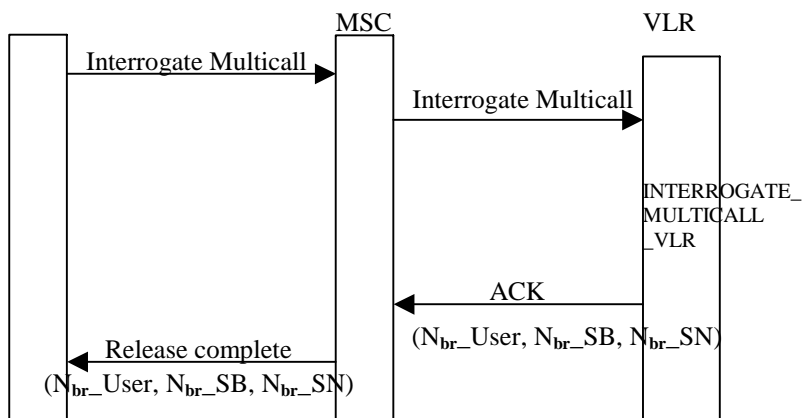 MSC
VLR
Interrogate Multicall
Interrogate Multicall
INTERROGATE_
MULTICALL
_VLR
ACK
(Nbr_User, Nbr_SB, Nbr_SN)
Release complete
(Nbr_User, Nbr_SB, Nbr_SN)